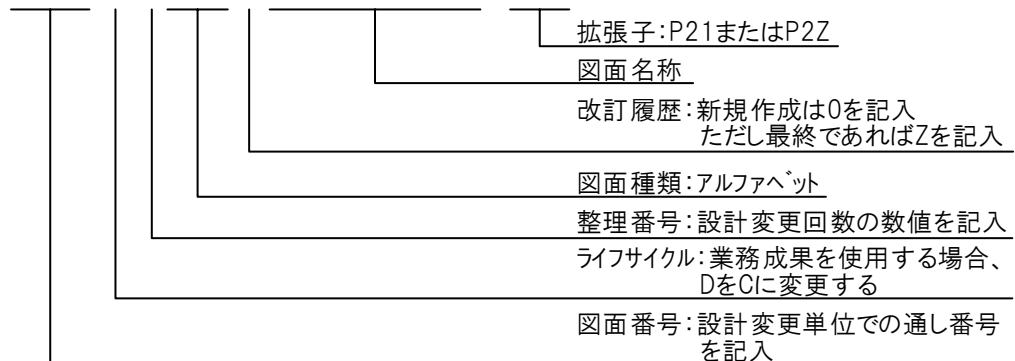 拡張子:P21またはP2Z
図面名称
改訂履歴:新規作成は0を記入
ただし最終であればZを記入
図面種類:アルファベット
整理番号:設計変更回数の数値を記入
ライフサイクル:業務成果を使用する場合、
DをCに変更する
図面番号:設計変更単位での通し番号
を記入